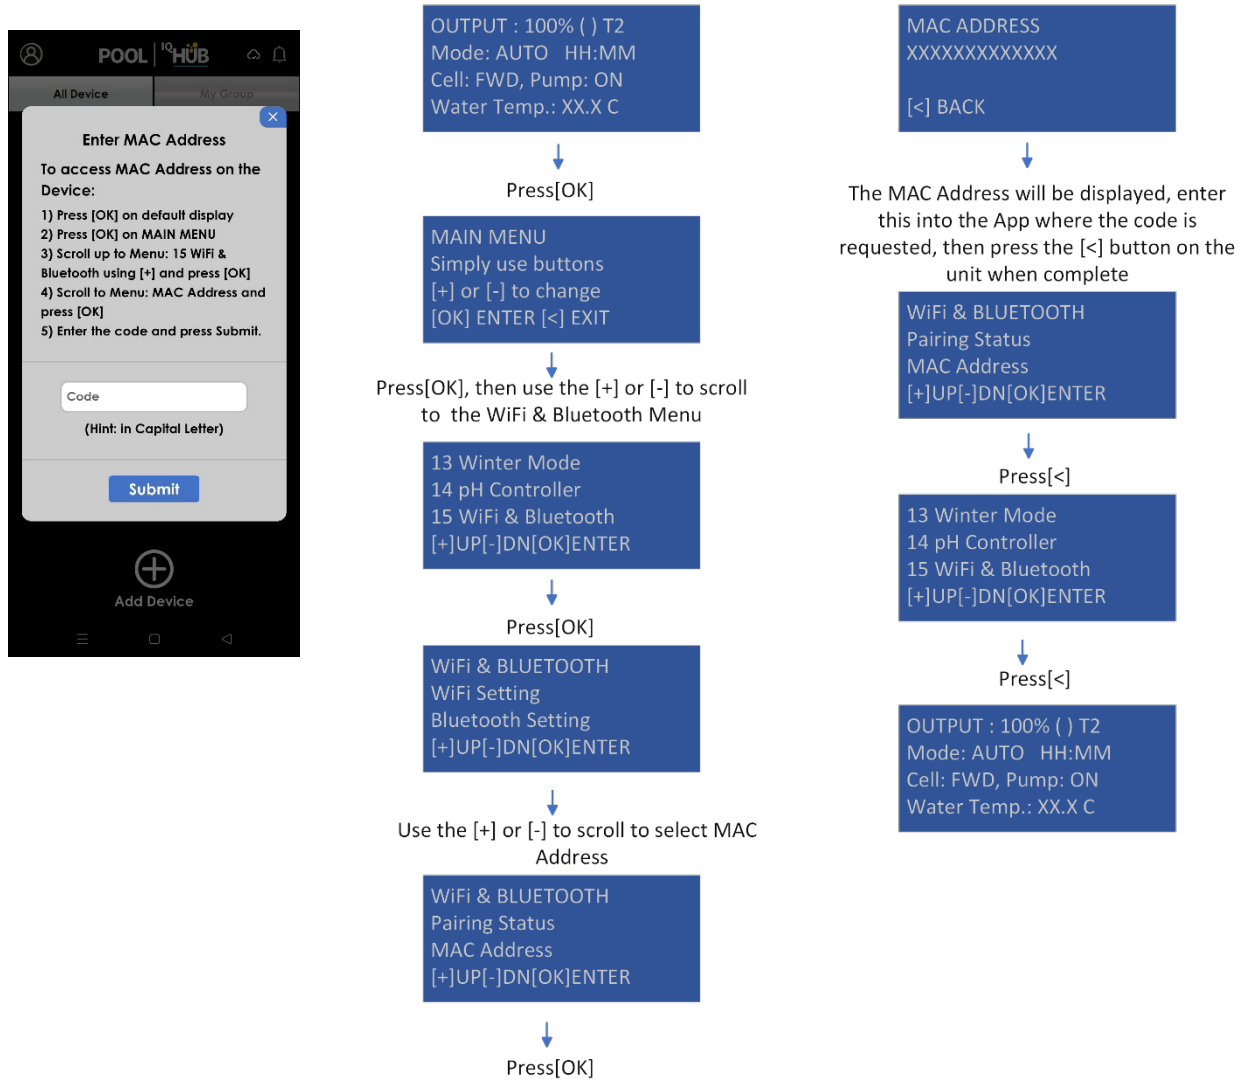 POOL IQ HUB
All Device
My Group
Enter MAC Address
To access MAC Address on the
Device:
1) Press [OK] on default display
2) Press [OK] on MAIN MENU
3) Scroll up to Menu: 15 WiFi &
Bluetooth using [+] and press [OK]
4) Scroll to Menu: MAC Address and
press [OK]
5) Enter the code and press Submit.
Code
(Hint: in Capital Letter)
Submit
Add Device
OUTPUT : 100% ( ) T2
Mode: AUTO HH:MM
Cell: FWD, Pump: ON
Water Temp.: XX.X C
Press[OK]
MAIN MENU
Simply use buttons
[+] or [-] to change
[OK] ENTER [<] EXIT
Press[OK], then use the [+] or [-] to scroll
to the WiFi & Bluetooth Menu
13 Winter Mode
14 pH Controller
15 WiFi & Bluetooth
[+]UP[-]DN[OK]ENTER
Press[OK]
WiFi & BLUETOOTH
WiFi Setting
Bluetooth Setting
[+]UP[-]DN[OK]ENTER
Use the [+] or [-] to scroll to select MAC
Address
WiFi & BLUETOOTH
Pairing Status
MAC Address
[+]UP[-]DN[OK]ENTER
Press[OK]
MAC ADDRESS
XXXXXXXXXXXXX
[<] BACK
The MAC Address will be displayed, enter
this into the App where the code is
requested, then press the [<] button on the
unit when complete
WiFi & BLUETOOTH
Pairing Status
MAC Address
[+]UP[-]DN[OK]ENTER
Press[<]
13 Winter Mode
14 pH Controller
15 WiFi & Bluetooth
[+]UP[-]DN[OK]ENTER
Press[<]
OUTPUT : 100% ( ) T2
Mode: AUTO HH:MM
Cell: FWD, Pump: ON
Water Temp.: XX.X C